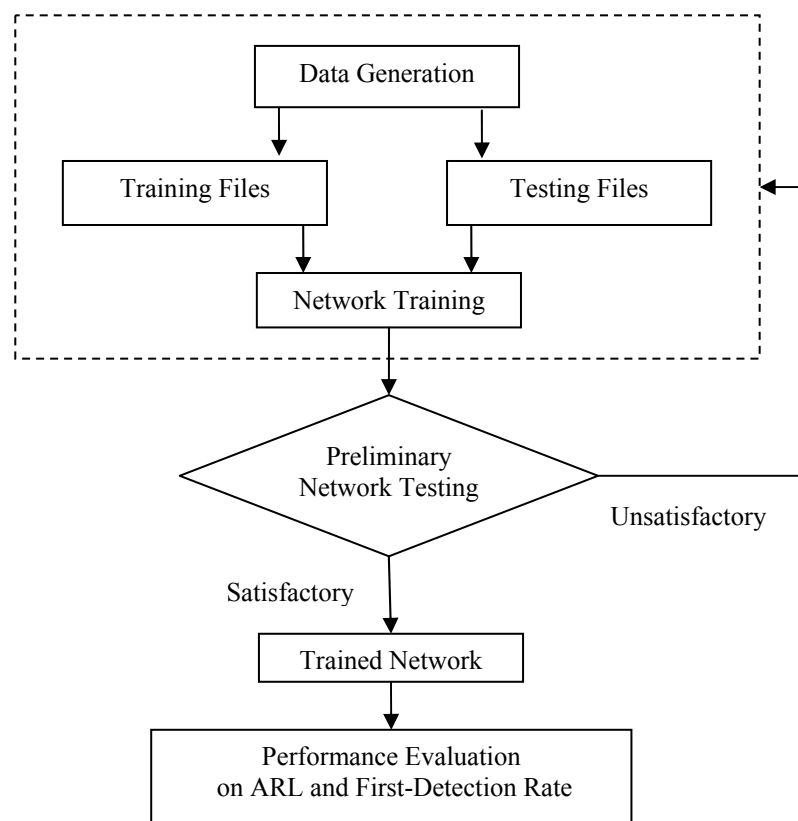 Data Generation
Training Files
Testing Files
Network Training
Preliminary
Network Testing
Unsatisfactory
Satisfactory
Trained Network
Performance Evaluation
on ARL and First-Detection Rate